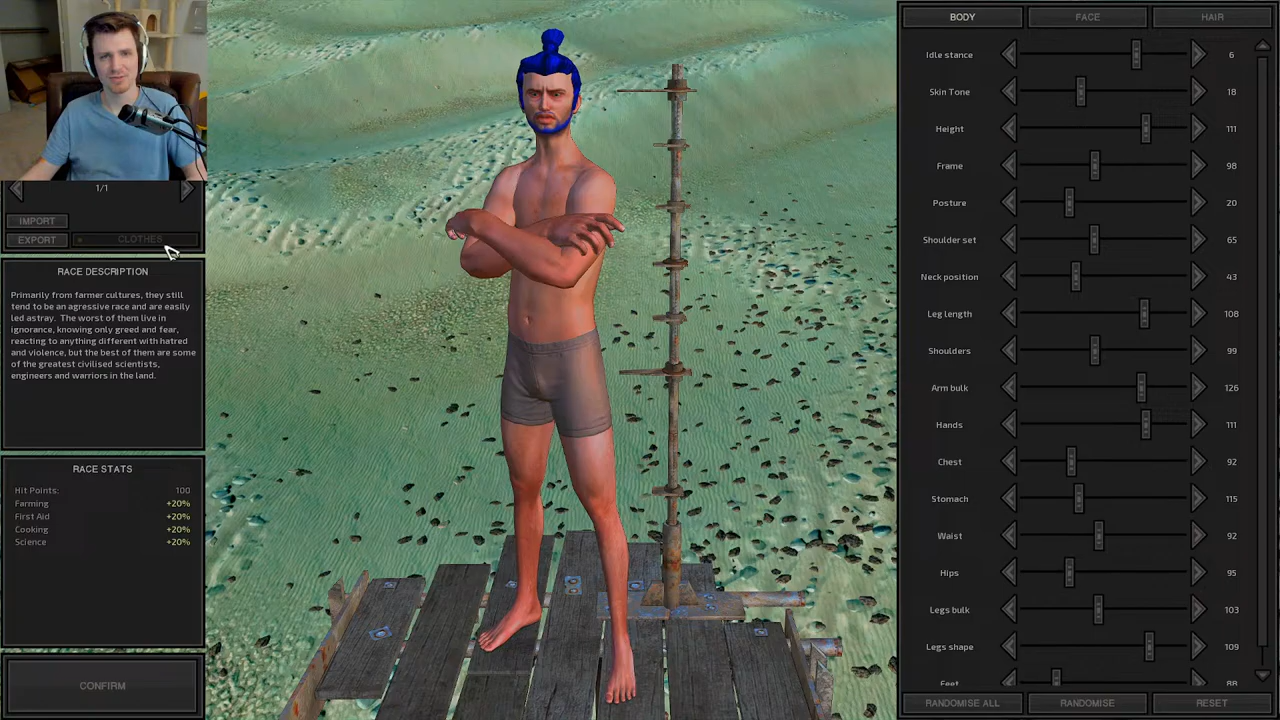 1/1
IMPORT
EXPORT
CLOTHES
RACE DESCRIPTION
Primarily from farmer cultures, they still
tend to be an agressive race and are easily
led astray. The worst of them live in
ignorance, knowing only greed and fear,
reacting to anything different with hatred
and violence, but the best of them are some
of the greatest civilised scientists,
engineers and warriors in the land.
RACE STATS
Hit Points: 100
Farming +20%
First Aid +20%
Cooking +20%
Science +20%
CONFIRM
BODY FACE HAIR
Idle stance 6
Skin Tone 18
Height 111
Frame 98
Posture 20
Shoulder set 65
Neck position 43
Leg length 108
Shoulders 99
Arm bulk 126
Hands 111
Chest 92
Stomach 115
Waist 92
Hips 95
Legs bulk 103
Legs shape 109
Feet 88
RANDOMISE ALL RANDOMISE RESET